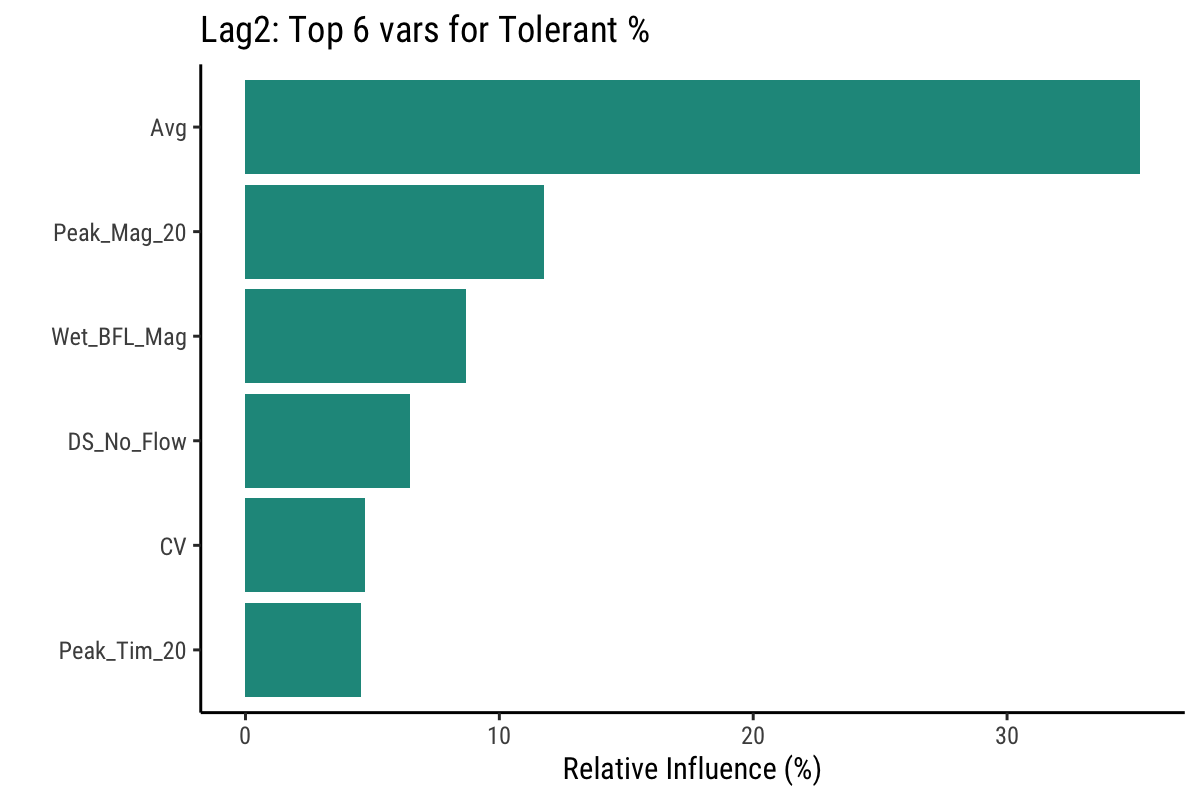 Lag2: Top 6 vars for Tolerant %
Avg
Peak_Mag_20
Wet_BFL_Mag
DS_No_Flow
CV
Peak_Tim_20
0 10 20 30
Relative Influence (%)